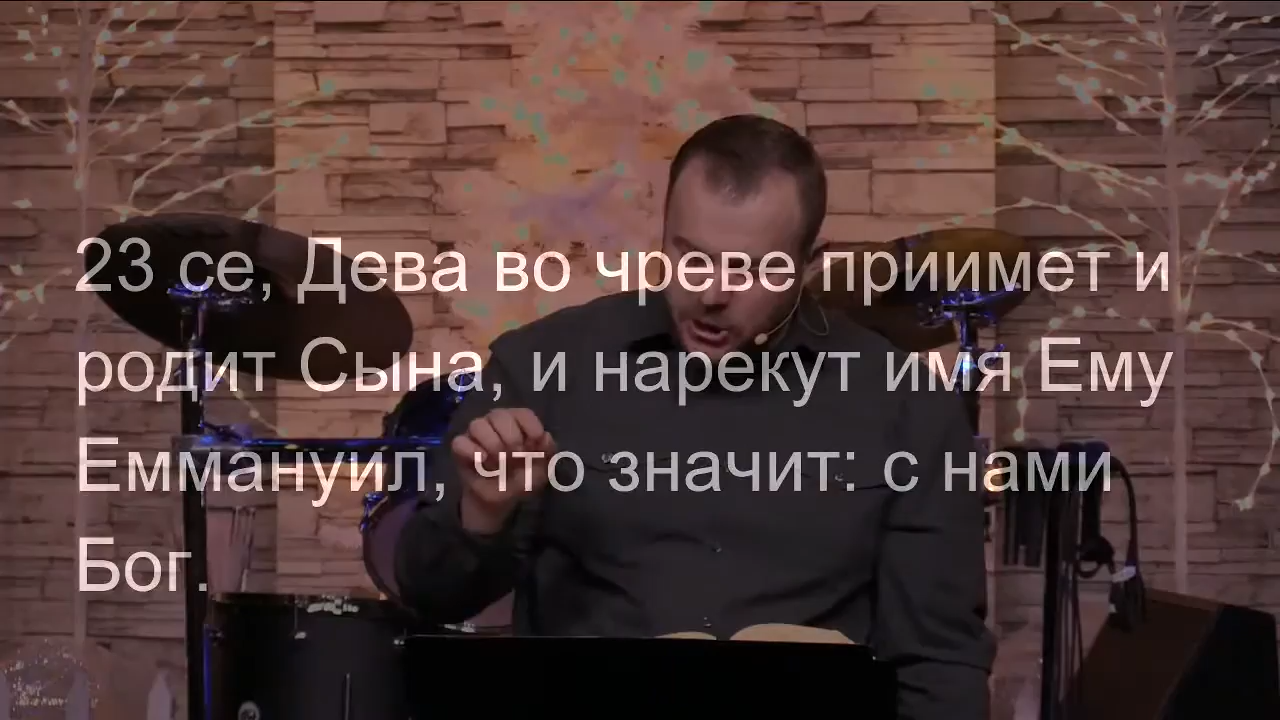 23 се, Дева во чреве приимет и
родит Сына, и нарекут имя Ему
Еммануил, что значит: с нами
Бог.